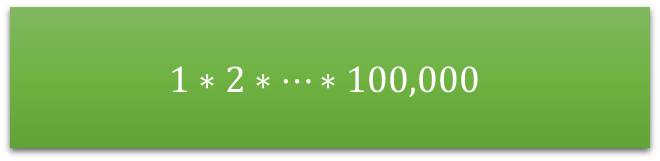 1 ∗ 2 ∗ ⋯ ∗ 100,000